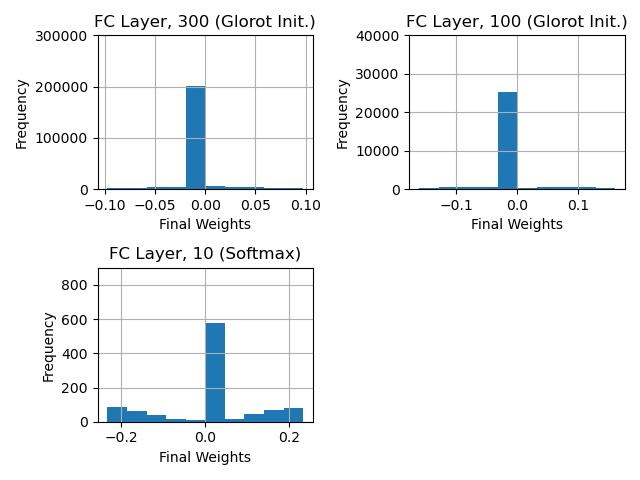 FC Layer, 300 (Glorot Init.)
300000
200000
100000
0
Frequency
−0.10 −0.05 0.00 0.05 0.10
Final Weights
FC Layer, 100 (Glorot Init.)
40000
30000
20000
10000
0
Frequency
−0.1 0.0 0.1
Final Weights
FC Layer, 10 (Softmax)
800
600
400
200
0
Frequency
−0.2 0.0 0.2
Final Weights